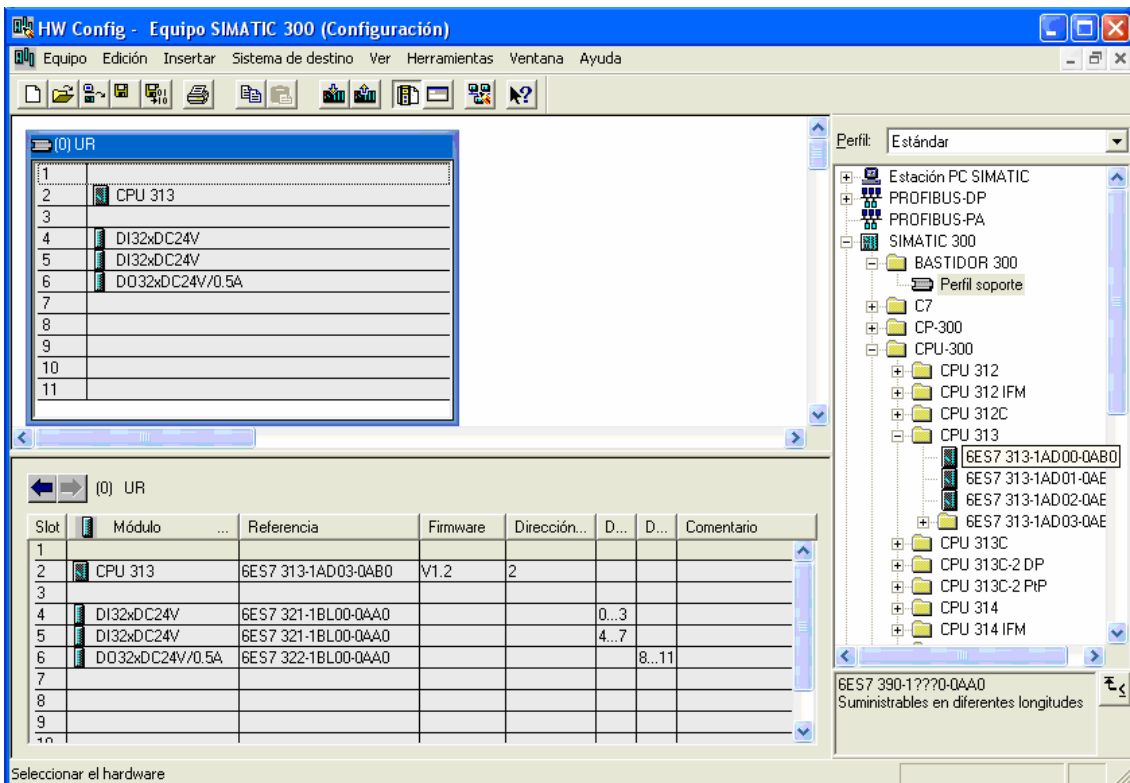 HW Config - Equipo SIMATIC 300 (Configuración)
Equipo Edición Insertar Sistema de destino Ver Herramientas Ventana Ayuda
(0) UR
1
2 CPU 313
3
4 DI32xDC24V
5 DI32xDC24V
6 DO32xDC24V/0.5A
7
8
9
10
11
Perfil: Estándar
Estación PC SIMATIC
PROFIBUS-DP
PROFIBUS-PA
SIMATIC 300
BASTIDOR 300
Perfil soporte
C7
CP-300
CPU-300
CPU 312
CPU 312 IFM
CPU 312C
CPU 313
6ES7 313-1AD00-0AB0
6ES7 313-1AD01-0AE
6ES7 313-1AD02-0AE
6ES7 313-1AD03-0AE
CPU 313C
CPU 313C-2 DP
CPU 313C-2 PtP
CPU 314
CPU 314 IFM
(0) UR
Slot Módulo ... Referencia Firmware Dirección... D... D... Comentario
1
2 CPU 313 6ES7 313-1AD03-0AB0 V1.2 2
3
4 DI32xDC24V 6ES7 321-1BL00-0AA0 0...3
5 DI32xDC24V 6ES7 321-1BL00-0AA0 4...7
6 DO32xDC24V/0.5A 6ES7 322-1BL00-0AA0 8...11
7
8
9
10
6ES7 390-1???0-0AA0
Suministrables en diferentes longitudes
Seleccionar el hardware